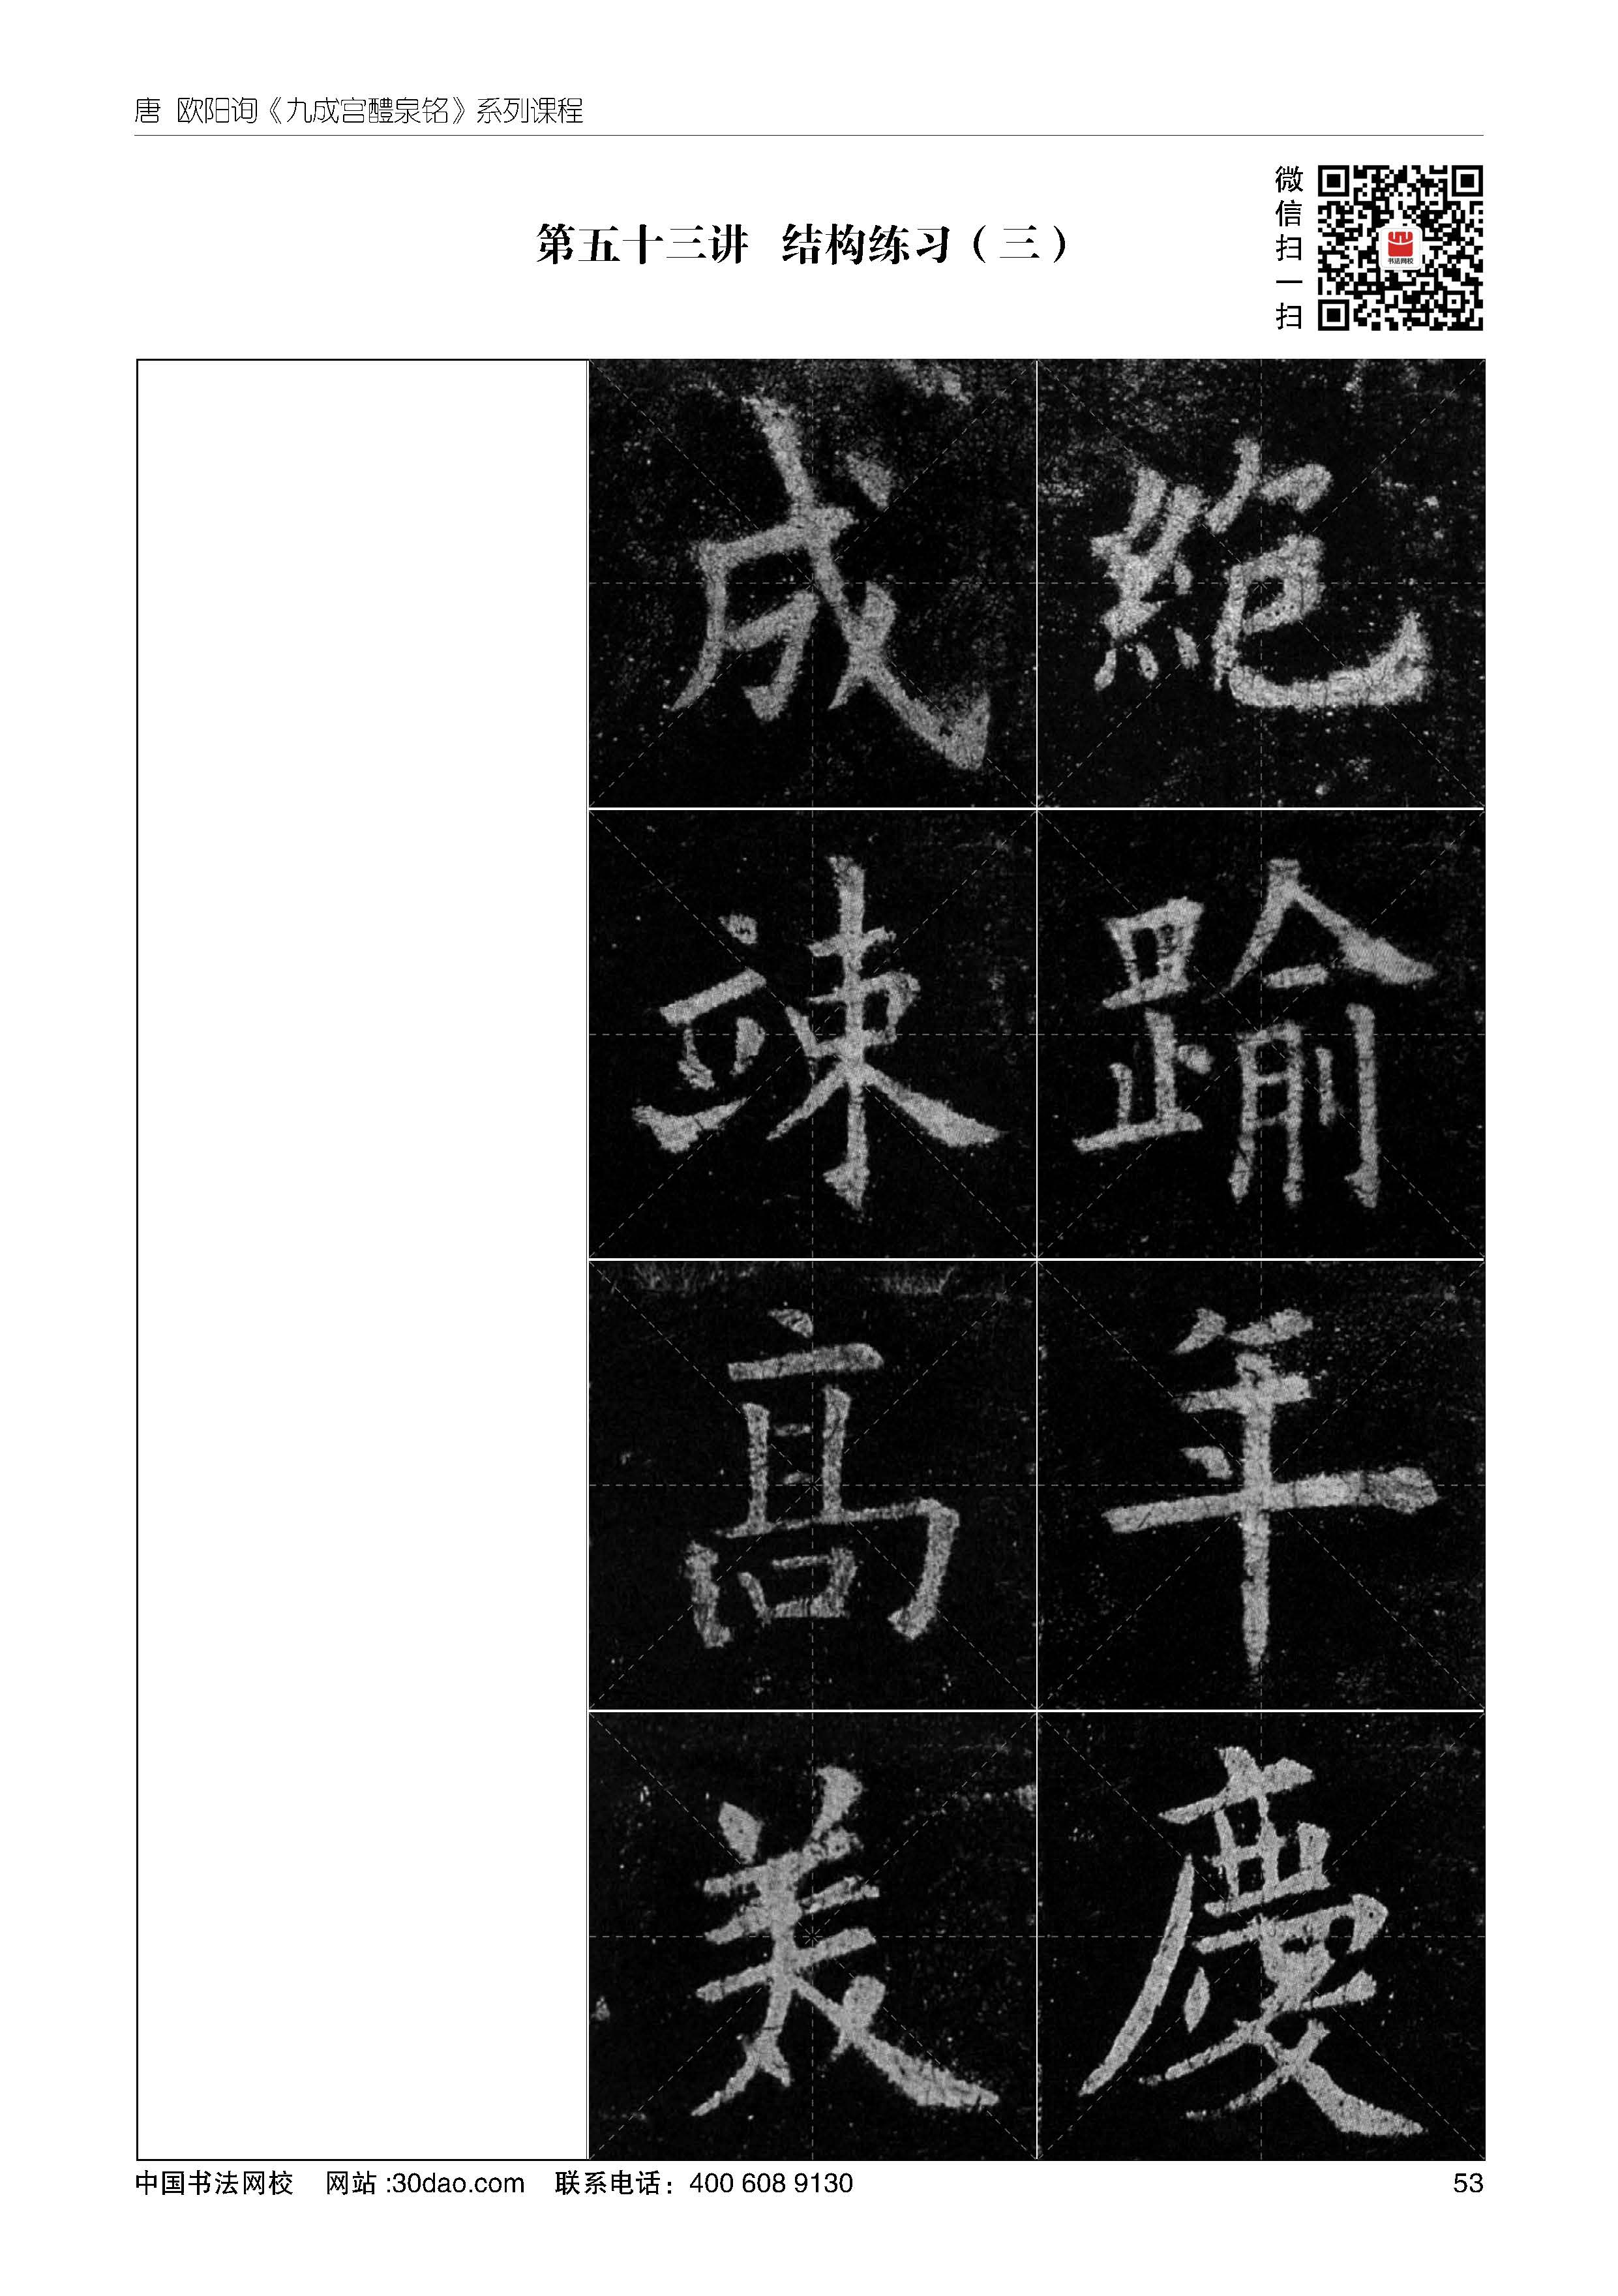 唐 欧阳询《九成宫醴泉铭》系列课程
第五十三讲 结构练习（三）
微信扫一扫
书法网校
絕踰年慶
成竦高美
中国书法网校 网站:30dao.com 联系电话：400 608 9130
53